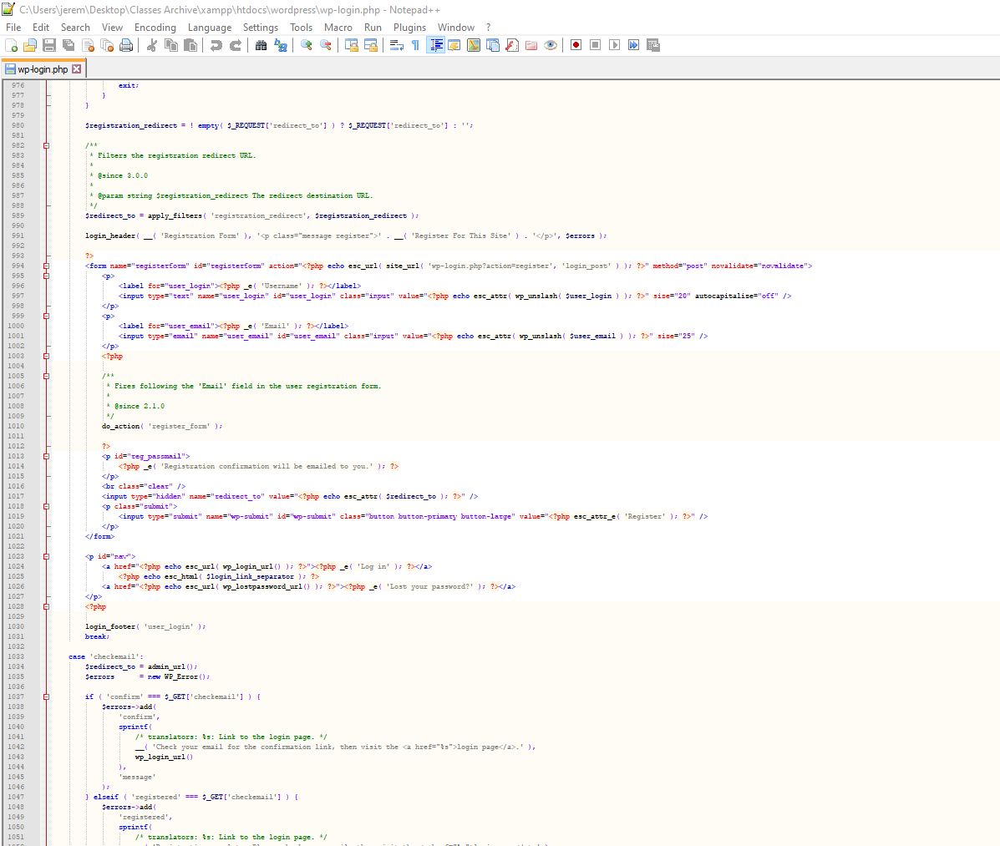 C:\Users\jerem\Desktop\Classes Archive\xampp\htdocs\wordpress\wp-login.php - Notepad++
File Edit Search View Encoding Language Settings Tools Macro Run Plugins Window ?
wp-login.php
976 exit;
977 }
978 }
979
980 $registration_redirect = ! empty( $_REQUEST['redirect_to'] ) ? $_REQUEST['redirect_to'] : '';
981
982 /**
983 * Filters the registration redirect URL.
984 *
985 * @since 3.0.0
986 *
987 * @param string $registration_redirect The redirect destination URL.
988 */
989 $redirect_to = apply_filters( 'registration_redirect', $registration_redirect );
990
991 login_header( __( 'Registration Form' ), '<p class="message register">' . __( 'Register For This Site' ) . '</p>', $errors );
992
993 ?>
994 <form name="registerform" id="registerform" action="<?php echo esc_url( site_url( 'wp-login.php?action=register', 'login_post' ) ); ?>" method="post" novalidate="novalidate">
995 <p>
996 <label for="user_login"><?php _e( 'Username' ); ?></label>
997 <input type="text" name="user_login" id="user_login" class="input" value="<?php echo esc_attr( wp_unslash( $user_login ) ); ?>" size="20" autocapitalize="off" />
998 </p>
999 <p>
1000 <label for="user_email"><?php _e( 'Email' ); ?></label>
1001 <input type="email" name="user_email" id="user_email" class="input" value="<?php echo esc_attr( wp_unslash( $user_email ) ); ?>" size="25" />
1002 </p>
1003 <?php
1004
1005 /**
1006 * Fires following the 'Email' field in the user registration form.
1007 *
1008 * @since 2.1.0
1009 */
1010 do_action( 'register_form' );
1011
1012 ?>
1013 <p id="reg_passmail">
1014 <?php _e( 'Registration confirmation will be emailed to you.' ); ?>
1015 </p>
1016 <br class="clear" />
1017 <input type="hidden" name="redirect_to" value="<?php echo esc_attr( $redirect_to ); ?>" />
1018 <p class="submit">
1019 <input type="submit" name="wp-submit" id="wp-submit" class="button button-primary button-large" value="<?php esc_attr_e( 'Register' ); ?>" />
1020 </p>
1021 </form>
1022
1023 <p id="nav">
1024 <a href="<?php echo esc_url( wp_login_url() ); ?>"><?php _e( 'Log in' ); ?></a>
1025 <?php echo esc_html( $login_link_separator ); ?>
1026 <a href="<?php echo esc_url( wp_lostpassword_url() ); ?>"><?php _e( 'Lost your password?' ); ?></a>
1027 </p>
1028 <?php
1029
1030 login_footer( 'user_login' );
1031 break;
1032
1033 case 'checkemail':
1034 $redirect_to = admin_url();
1035 $errors = new WP_Error();
1036
1037 if ( 'confirm' === $_GET['checkemail'] ) {
1038 $errors->add(
1039 'confirm',
1040 sprintf(
1041 /* translators: %s: Link to the login page. */
1042 __( 'Check your email for the confirmation link, then visit the <a href="%s">login page</a>.' ),
1043 wp_login_url()
1044 ),
1045 'message'
1046 );
1047 } elseif ( 'registered' === $_GET['checkemail'] ) {
1048 $errors->add(
1049 'registered',
1050 sprintf(
1051 /* translators: %s: Link to the login page. */